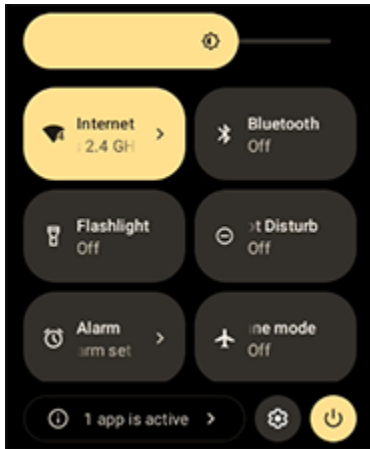 Internet
2.4 GH
Bluetooth
Off
Flashlight
Off
t Disturb
Off
Alarm
arm set
ne mode
Off
1 app is active